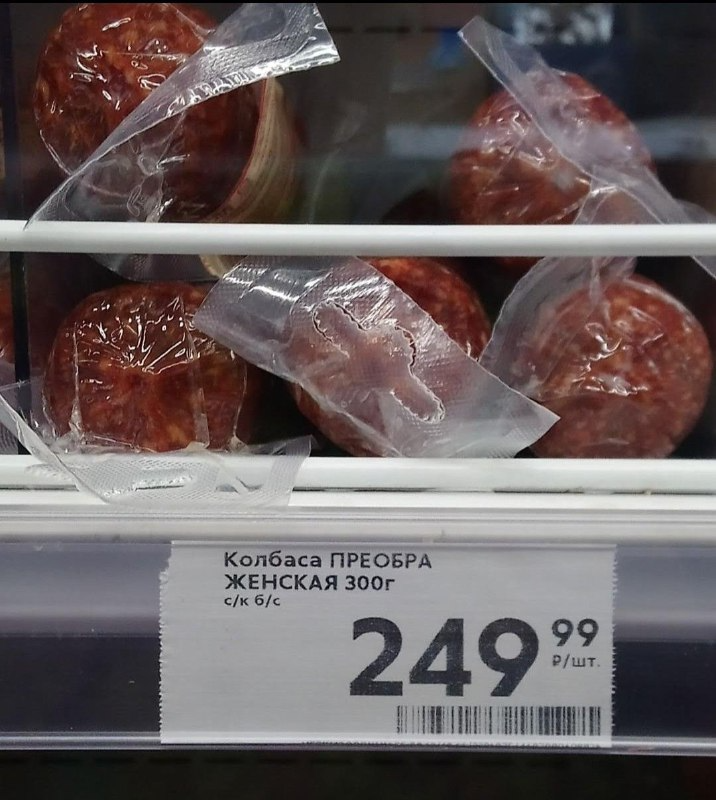 Колбаса ПРЕОБРА
ЖЕНСКАЯ 300г
с/к б/с
249 99
₽/шт.